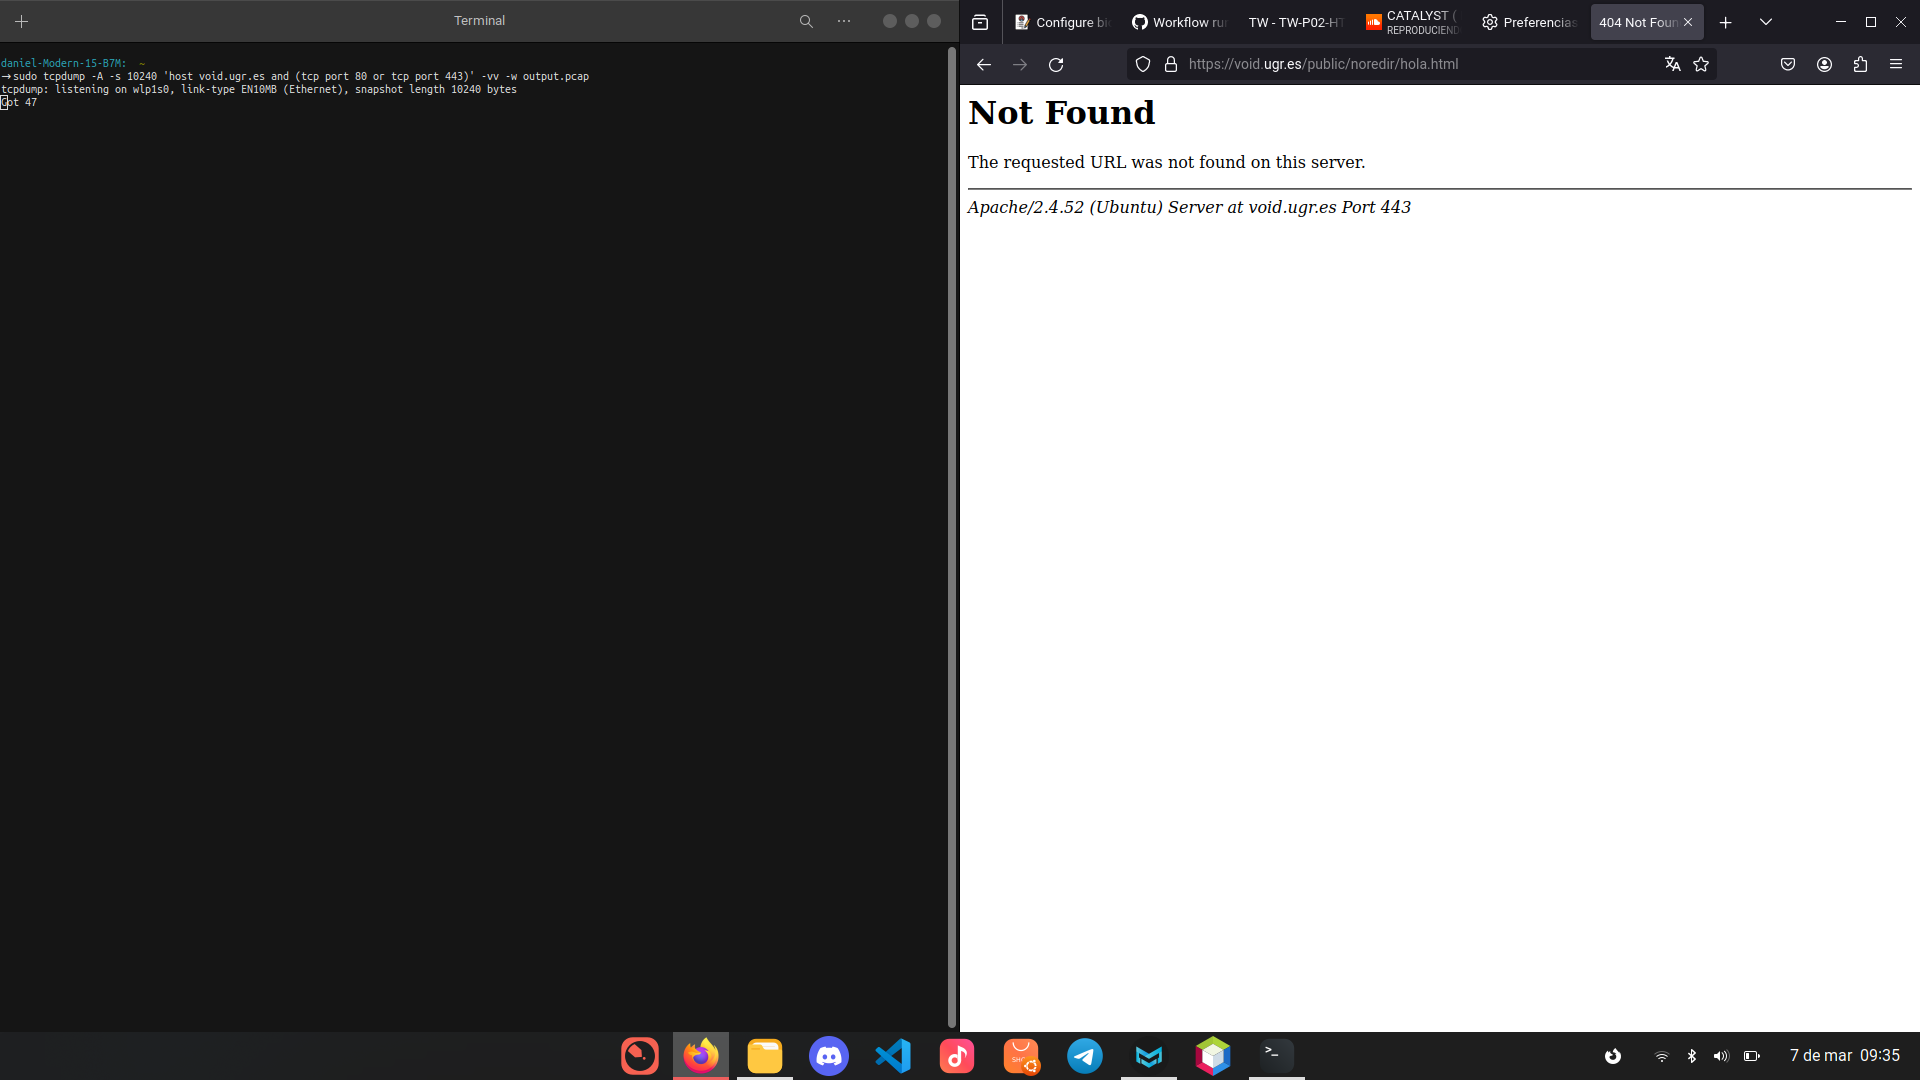 Terminal
daniel-Modern-15-B7M: ~
→sudo tcpdump -A -s 10240 'host void.ugr.es and (tcp port 80 or tcp port 443)' -vv -w output.pcap
tcpdump: listening on wlp1s0, link-type EN10MB (Ethernet), snapshot length 10240 bytes
Got 47
Configure
Workflow
TW - TW-P02-
CATALYST (
REPRODUCIEND
Preferencias
404 Not Foun
https://void.ugr.es/public/noredir/hola.html
Not Found
The requested URL was not found on this server.
Apache/2.4.52 (Ubuntu) Server at void.ugr.es Port 443
7 de mar 09:35